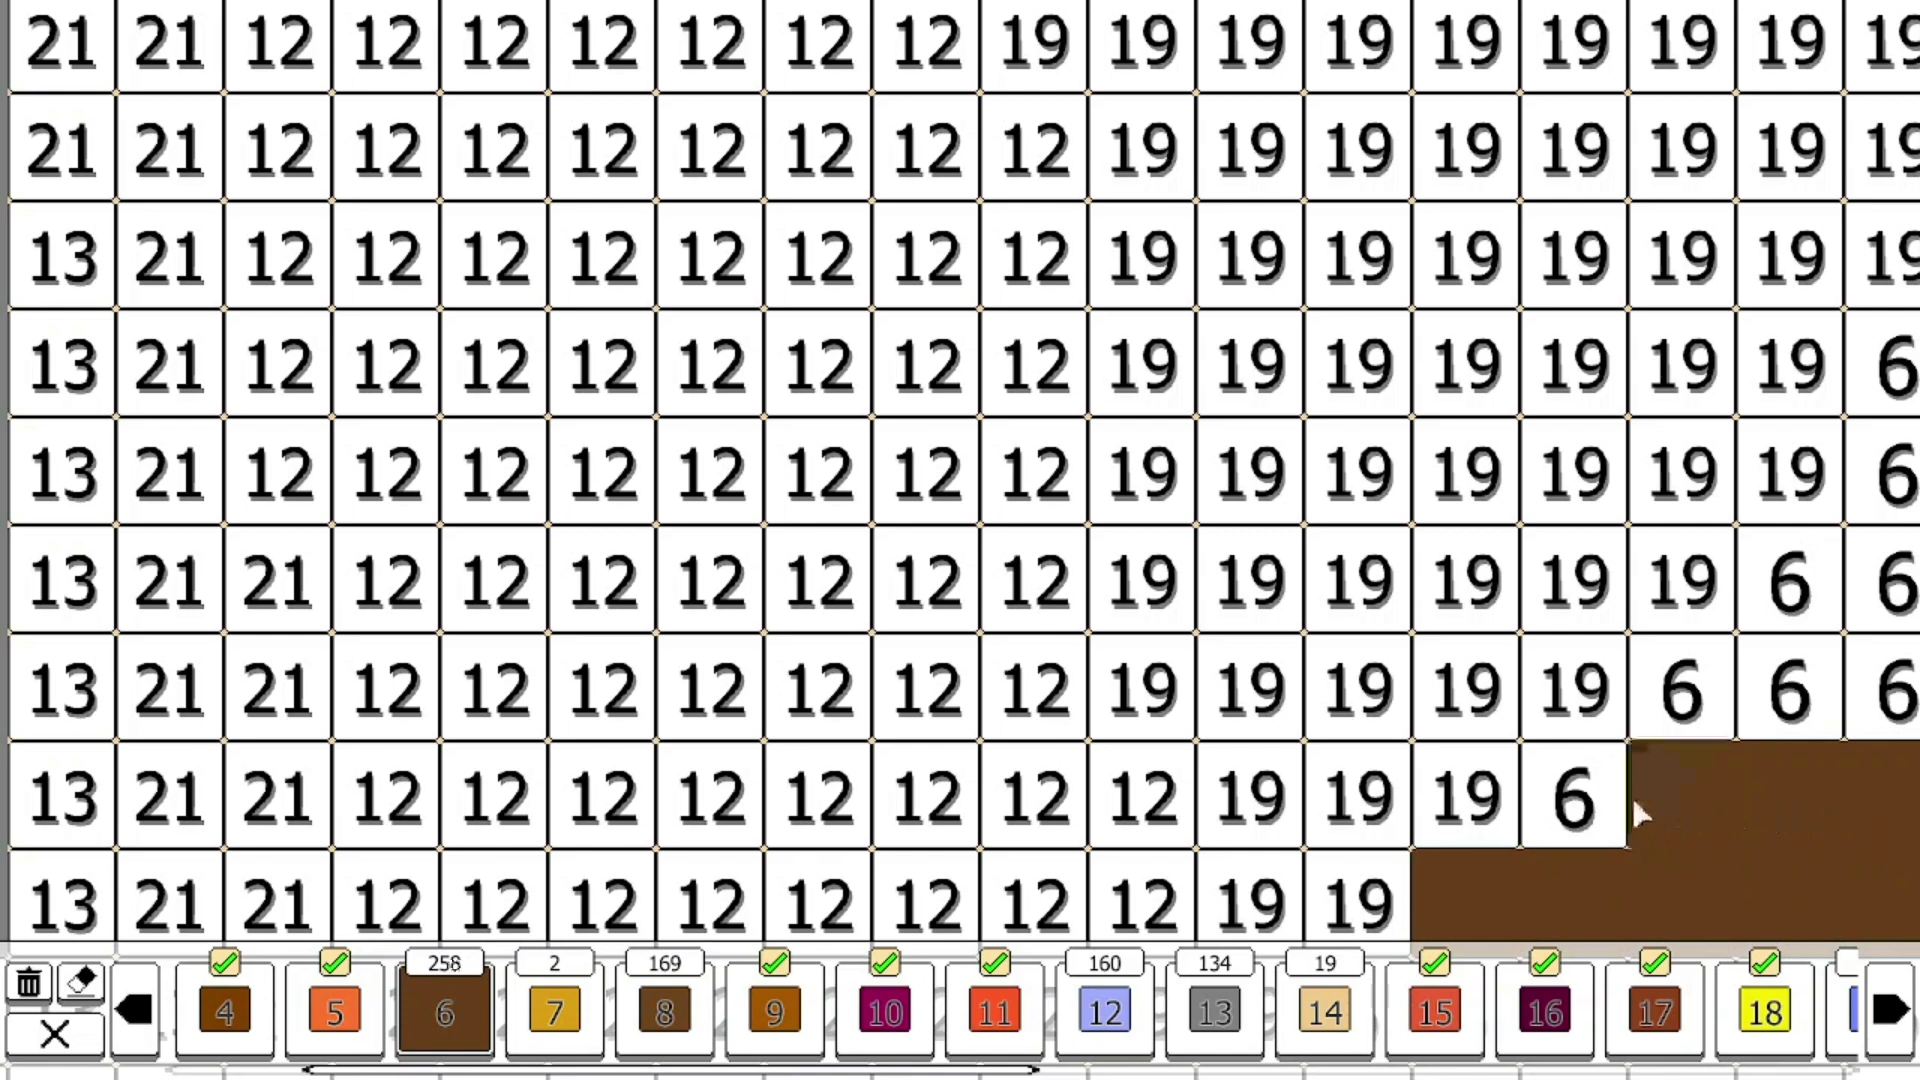 21 21 12 12 12 12 12 12 12 19 19 19 19 19 19 19 19 19
21 21 12 12 12 12 12 12 12 12 19 19 19 19 19 19 19 19
13 21 12 12 12 12 12 12 12 12 19 19 19 19 19 19 19 19
13 21 12 12 12 12 12 12 12 12 19 19 19 19 19 19 19 6
13 21 12 12 12 12 12 12 12 12 19 19 19 19 19 19 19 6
13 21 21 12 12 12 12 12 12 12 19 19 19 19 19 19 6 6
13 21 21 12 12 12 12 12 12 12 19 19 19 19 19 6 6 6
13 21 21 12 12 12 12 12 12 12 12 19 19 19 6
13 21 21 12 12 12 12 12 12 12 12 19 19
258 2 169 160 134 19
4 5 6 7 8 9 10 11 12 13 14 15 16 17 18